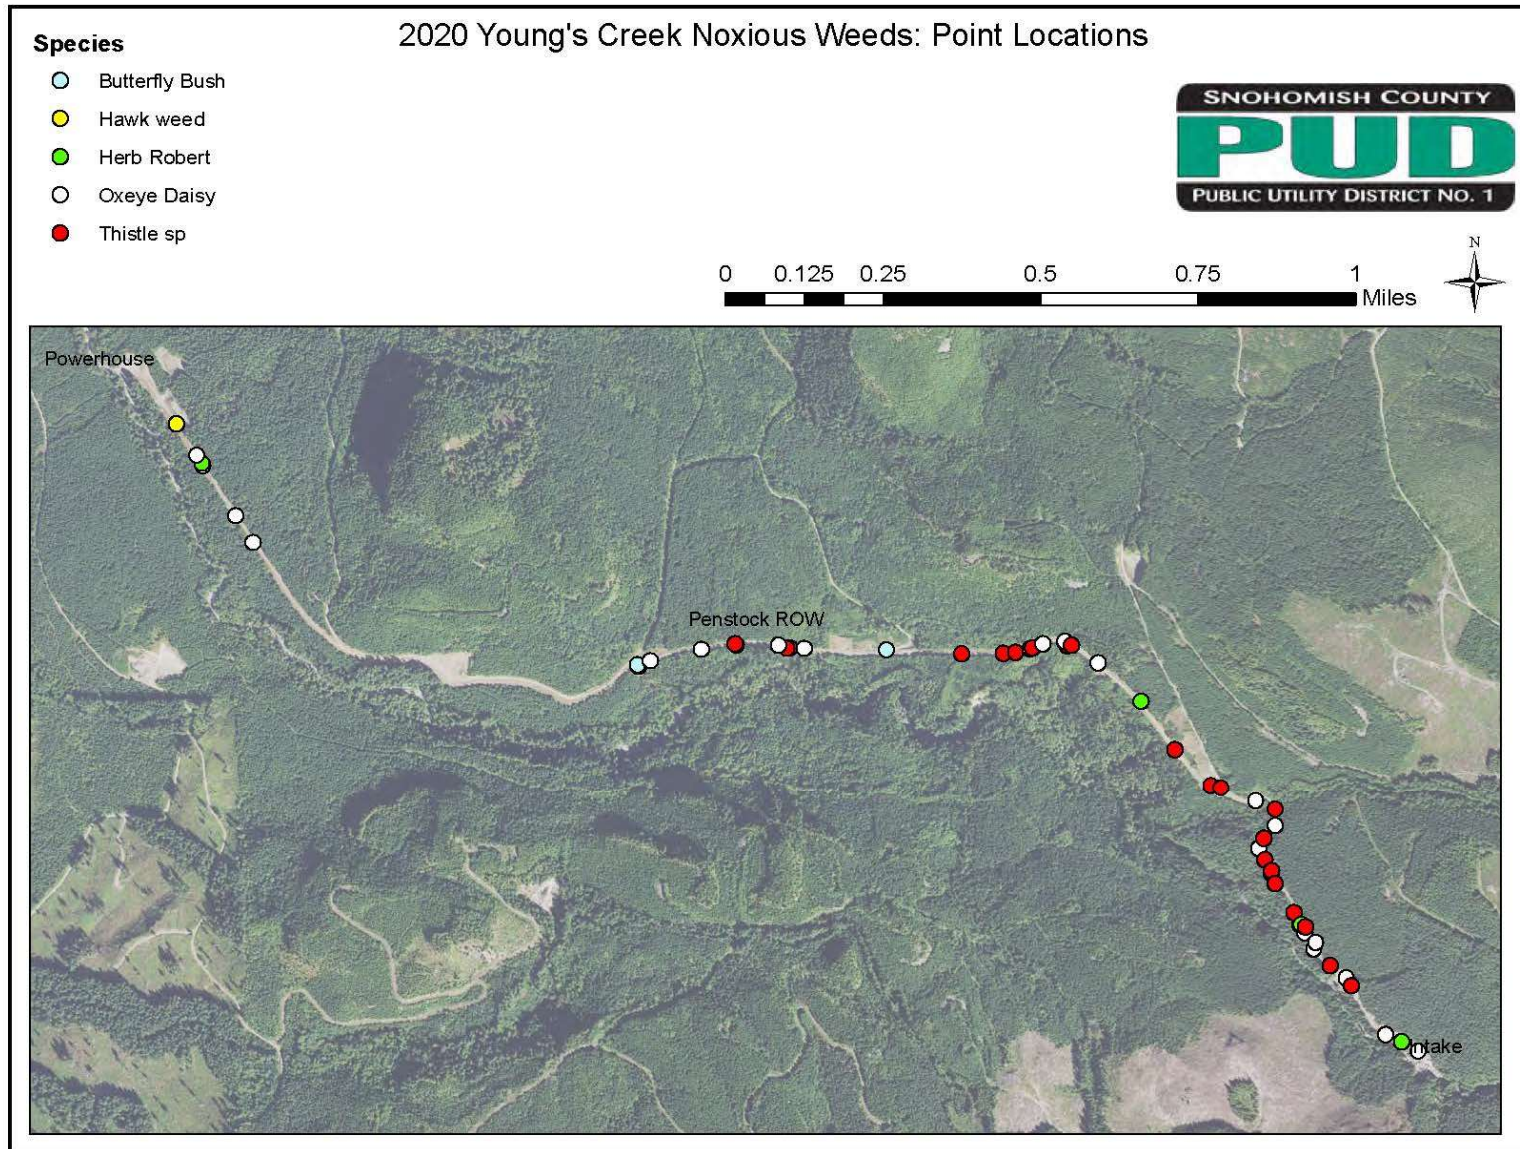 2020 Young's Creek Noxious Weeds: Point Locations
Species
Butterfly Bush
Hawk weed
Herb Robert
Oxeye Daisy
Thistle sp
SNOHOMISH COUNTY
PUD
PUBLIC UTILITY DISTRICT NO. 1
N
0 0.125 0.25 0.5 0.75 1
Miles
Powerhouse
Penstock ROW
Intake